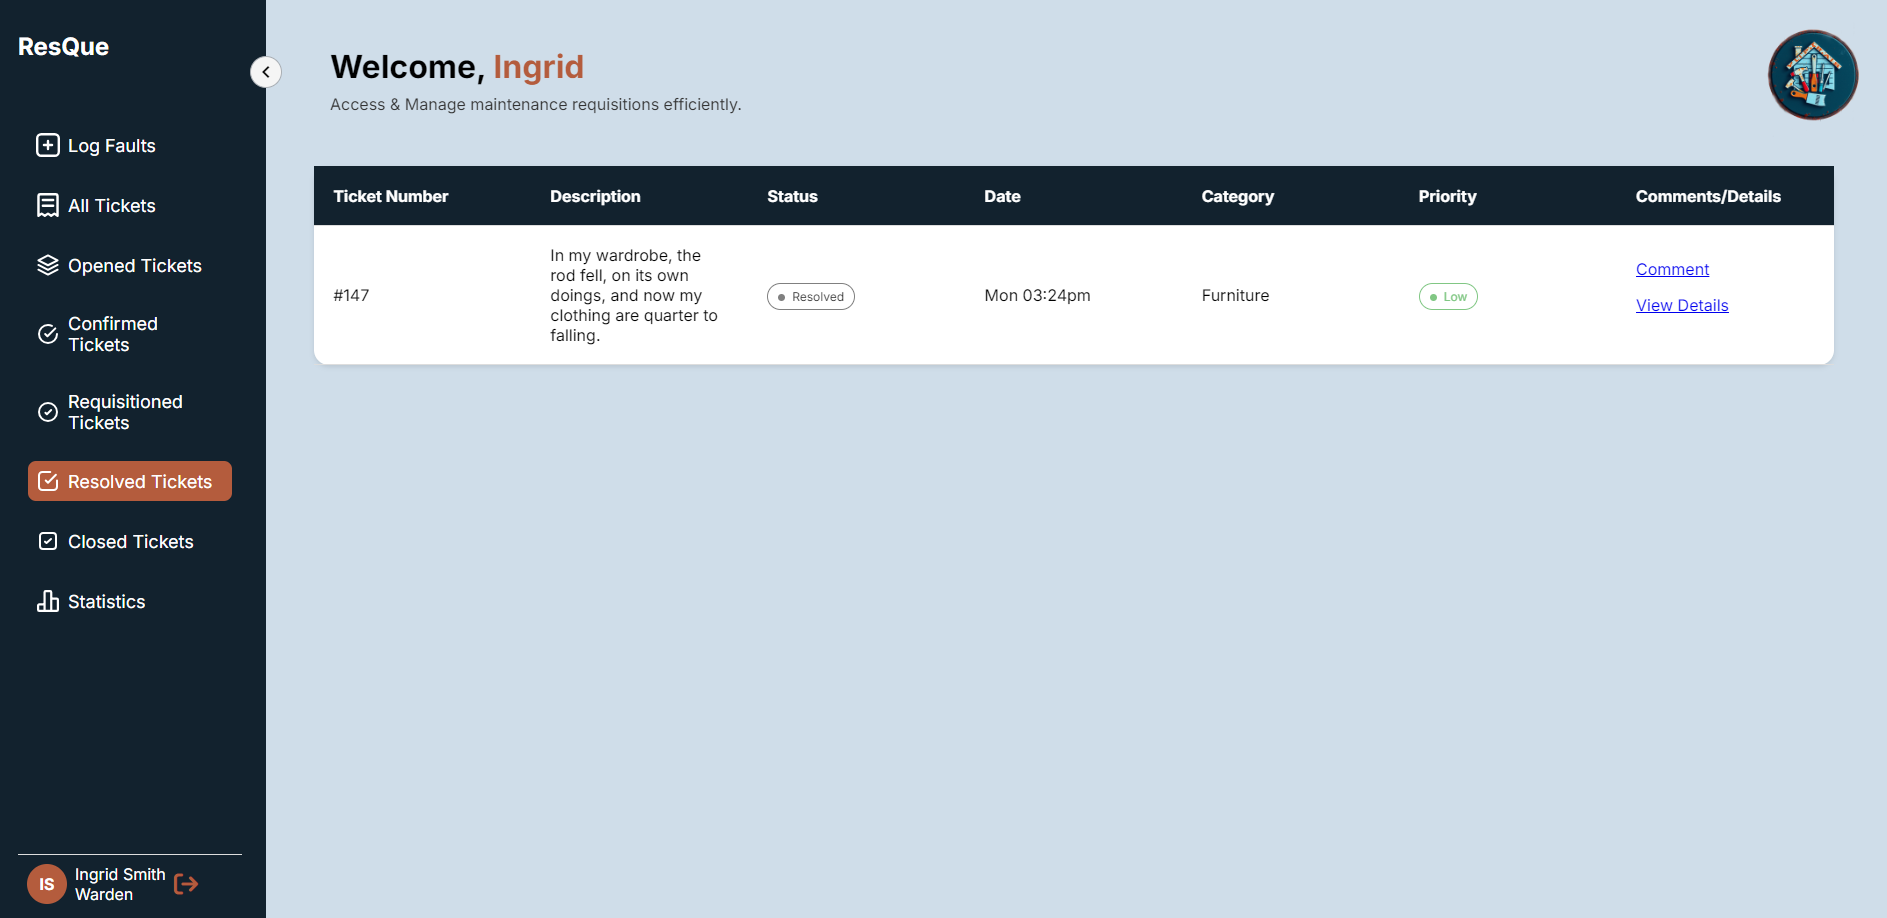 ResQue
Log Faults
All Tickets
Opened Tickets
Confirmed
Tickets
Requisitioned
Tickets
Resolved Tickets
Closed Tickets
Statistics
IS
Ingrid Smith
Warden
Welcome, Ingrid
Access & Manage maintenance requisitions efficiently.
Ticket Number Description Status Date Category Priority Comments/Details
#147
In my wardrobe, the
rod fell, on its own
doings, and now my
clothing are quarter to
falling.
Resolved
Mon 03:24pm
Furniture
Low
Comment
View Details